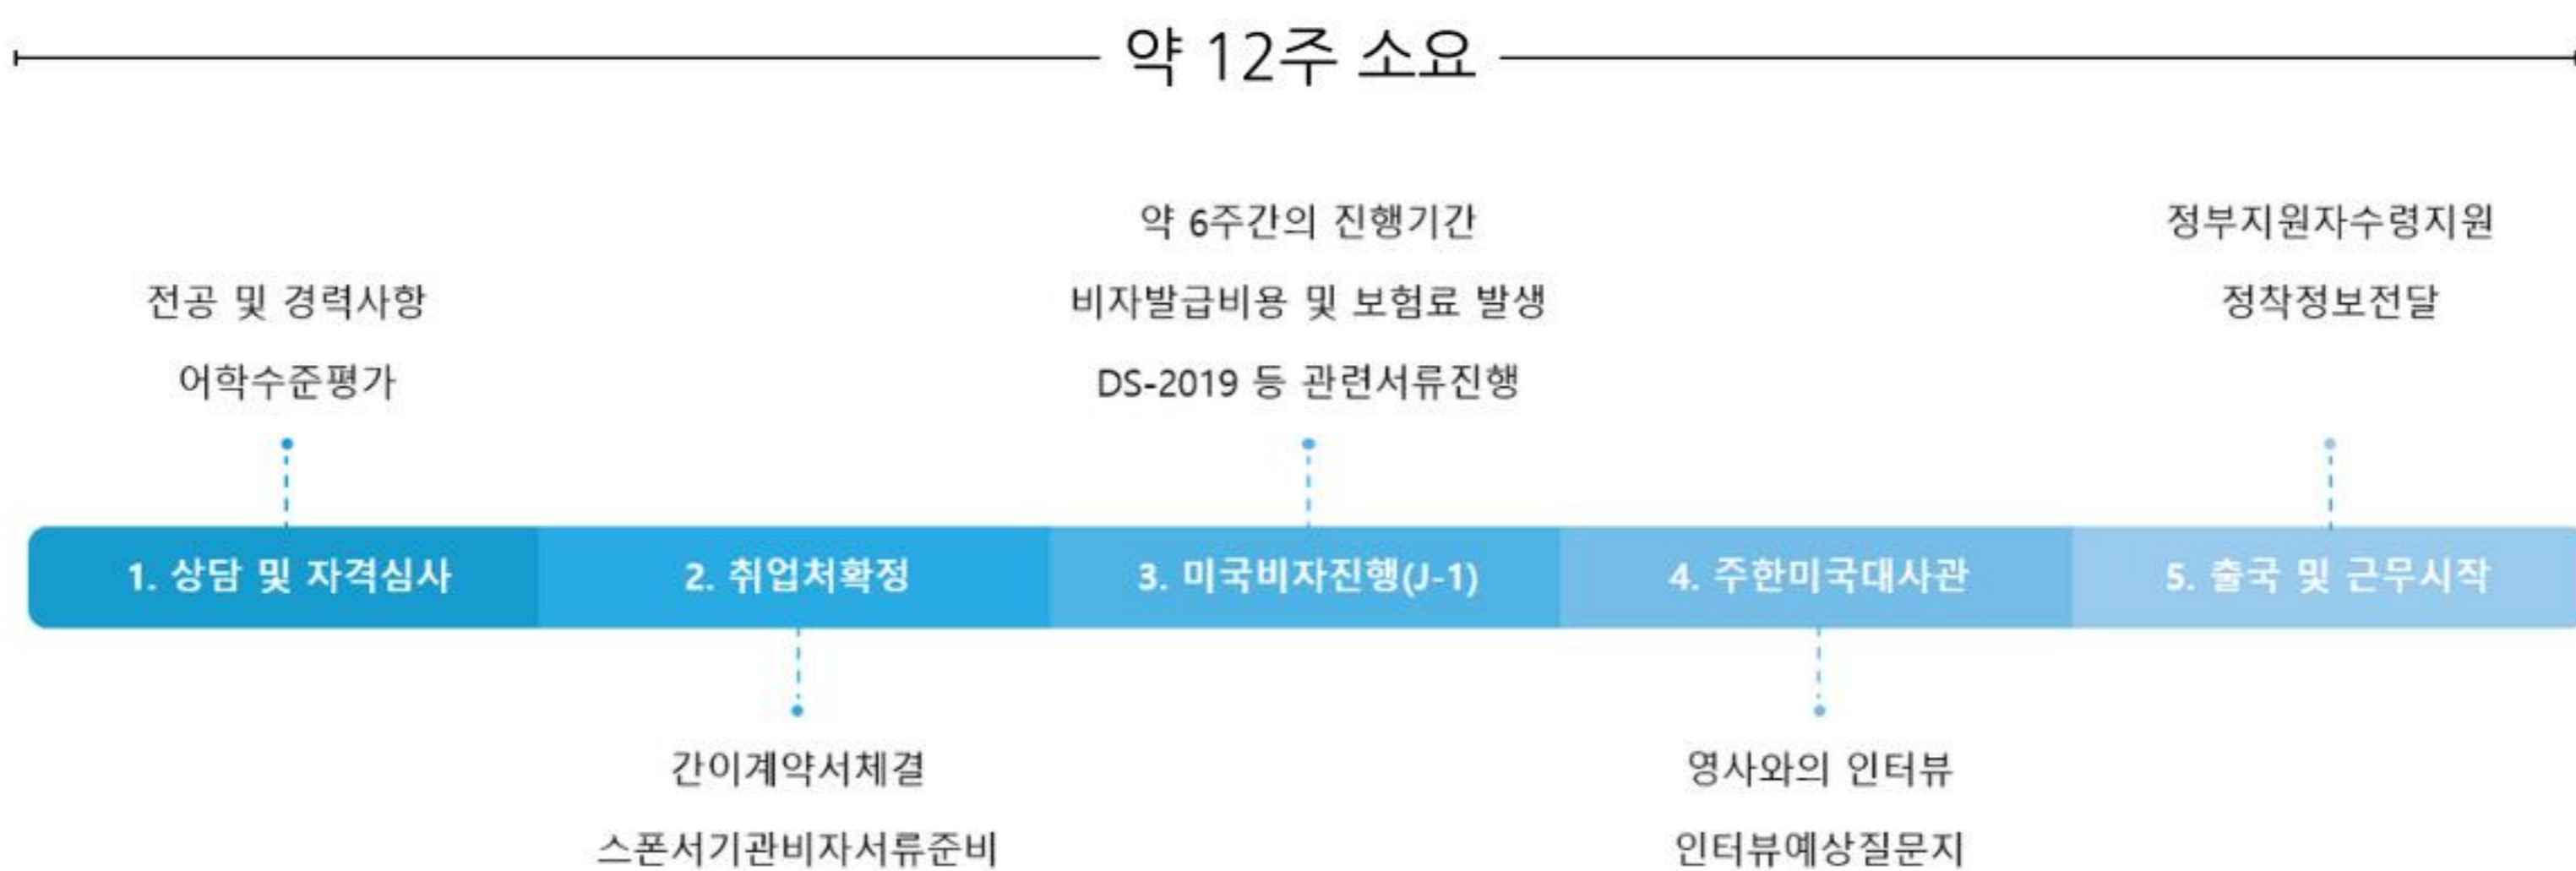 약 12주 소요
전공 및 경력사항
어학수준평가
약 6주간의 진행기간
비자발급비용 및 보험료 발생
DS-2019 등 관련서류진행
정부지원자수령지원
정착정보전달
1. 상담 및 자격심사
2. 취업처확정
3. 미국비자진행(J-1)
4. 주한미국대사관
5. 출국 및 근무시작
간이계약서체결
스폰서기관비자서류준비
영사와의 인터뷰
인터뷰예상질문지